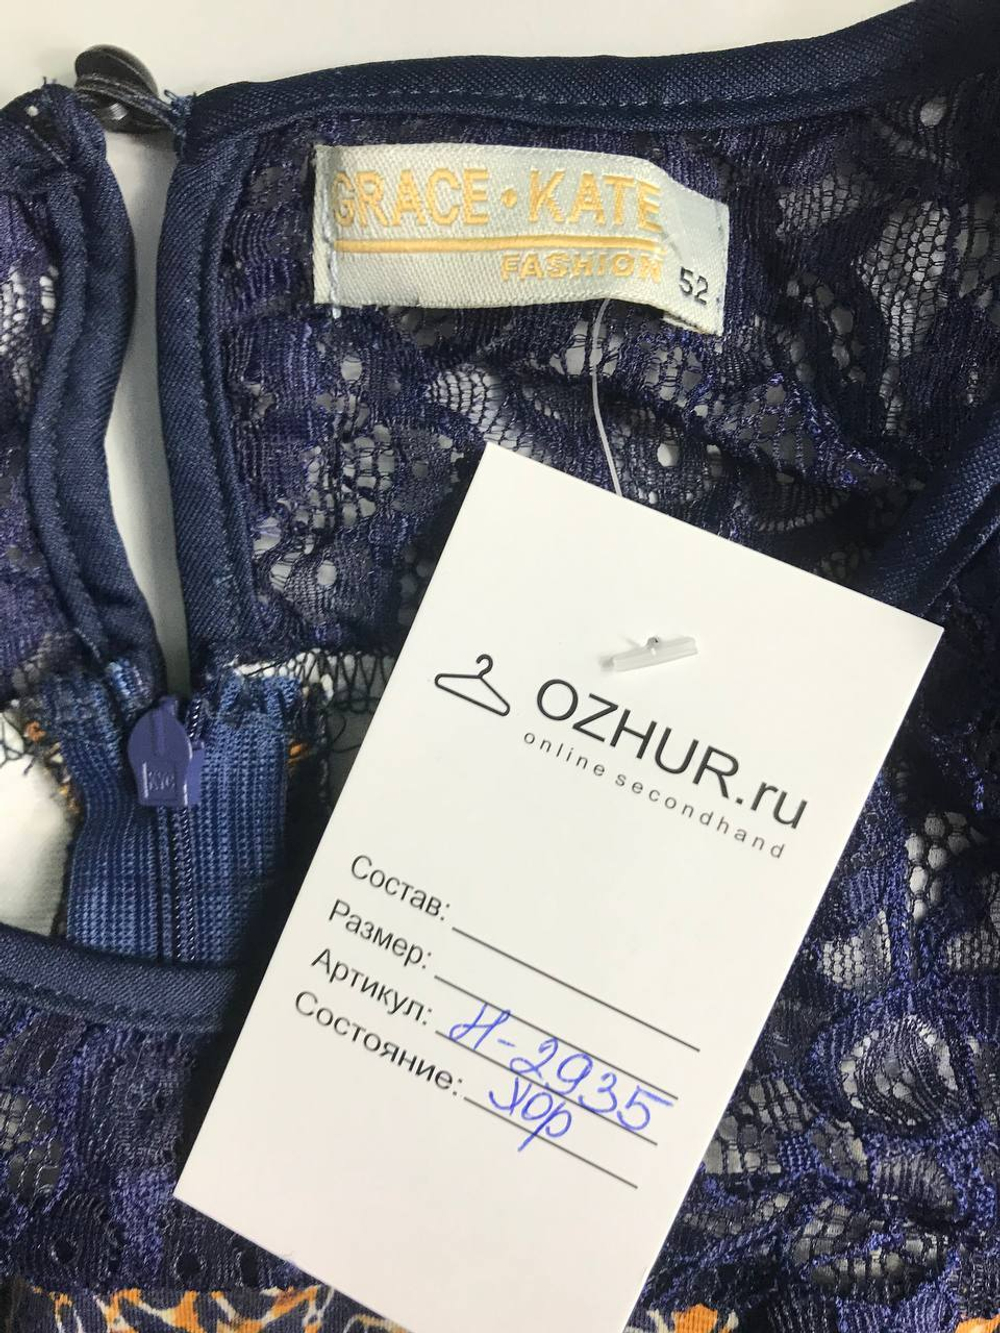 GRACE • KATE
FASHION
52
OZHUR.ru
online secondhand
Состав:
Размер:
Артикул: Н-2935
Состояние: хор